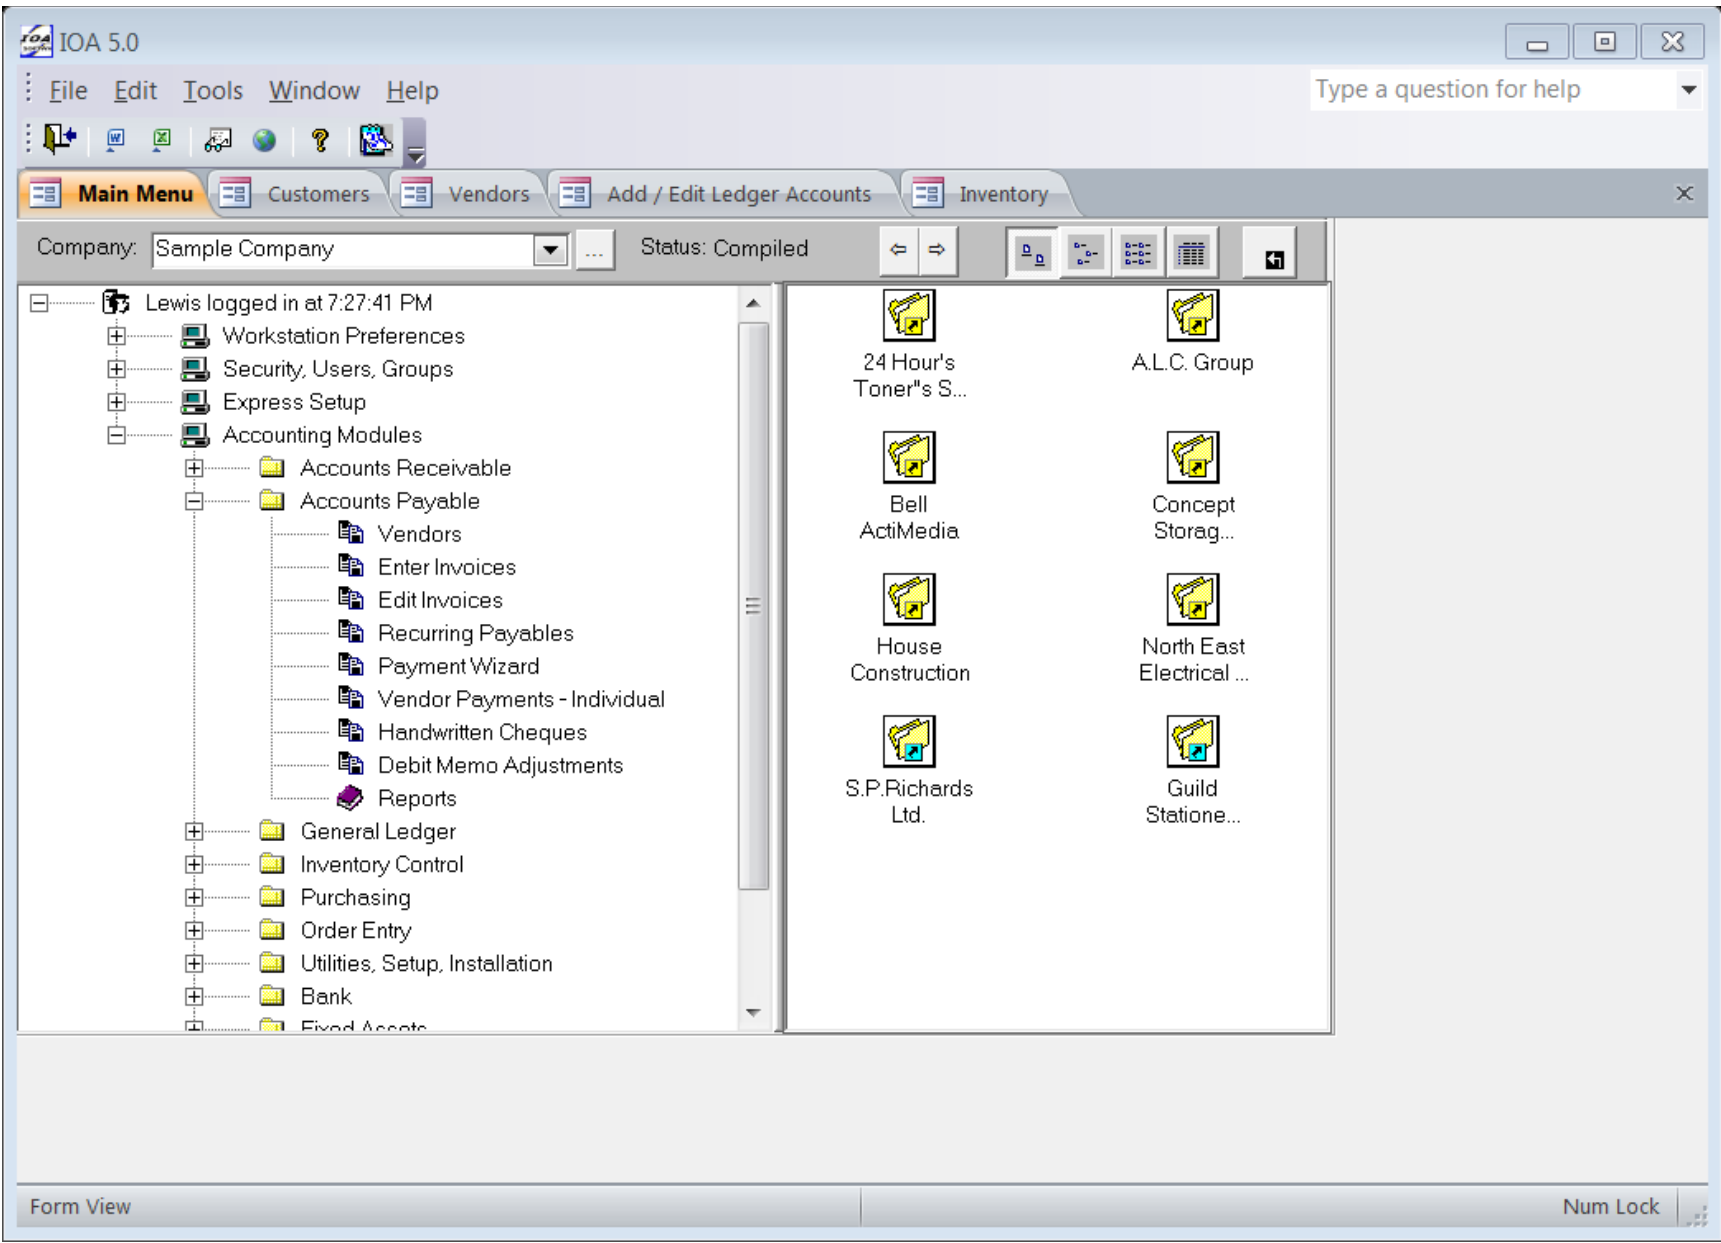 IOA 5.0
File Edit Tools Window Help
Type a question for help
Main Menu Customers Vendors Add / Edit Ledger Accounts Inventory
Company: Sample Company ... Status: Compiled
Lewis logged in at 7:27:41 PM
Workstation Preferences
Security, Users, Groups
Express Setup
Accounting Modules
Accounts Receivable
Accounts Payable
Vendors
Enter Invoices
Edit Invoices
Recurring Payables
Payment Wizard
Vendor Payments - Individual
Handwritten Cheques
Debit Memo Adjustments
Reports
General Ledger
Inventory Control
Purchasing
Order Entry
Utilities, Setup, Installation
Bank
Fixed Assets
24 Hour's
Toner"s S...
A.L.C. Group
Bell
ActiMedia
Concept
Storag...
House
Construction
North East
Electrical ...
S.P.Richards
Ltd.
Guild
Statione...
Form View
Num Lock